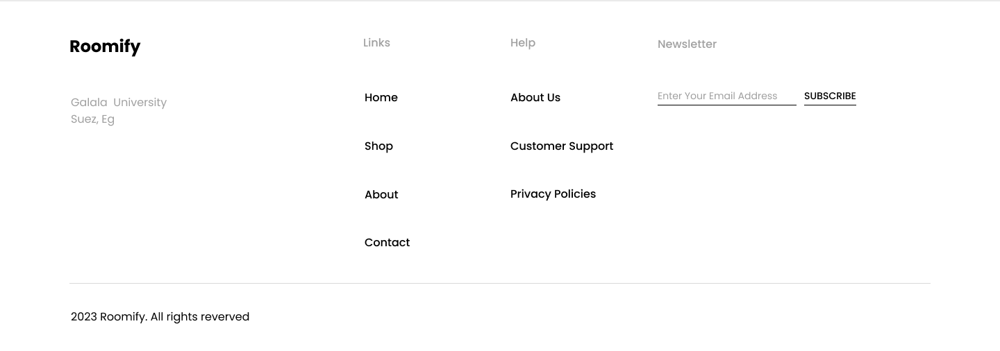 Roomify
Galala  University
Suez, Eg
Links
Home
Shop
About
Contact
Help
About Us
Customer Support
Privacy Policies
Newsletter
Enter Your Email Address
SUBSCRIBE
2023 Roomify. All rights reverved